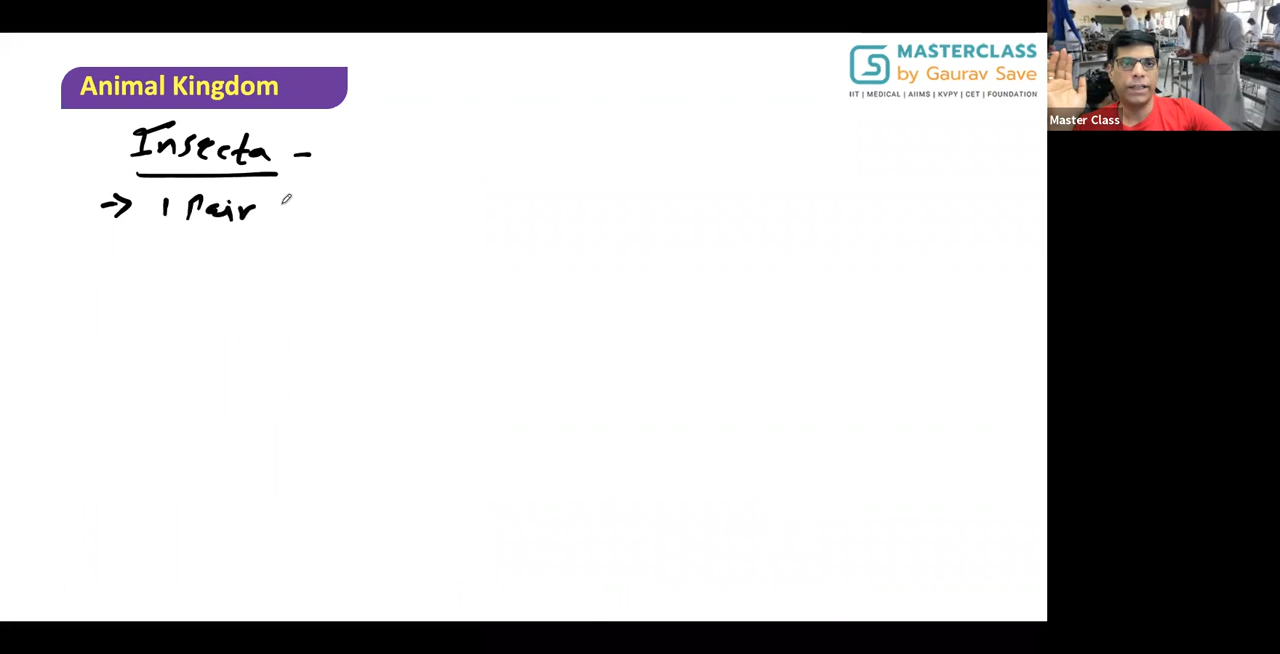 MASTERCLASS
by Gaurav Save
IIT | MEDICAL | AIIMS | KVPY | CET | FOUNDATION
Animal Kingdom
Insecta -
→ 1 Pair
Master Class